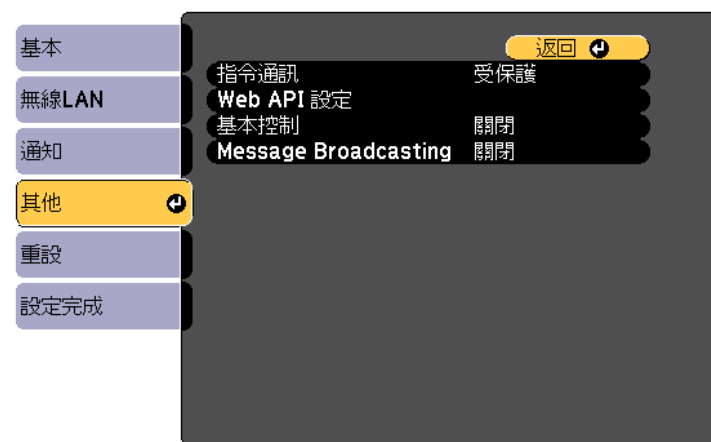 基本
無線LAN
通知
其他
重設
設定完成
返回
指令通訊 受保護
Web API 設定
基本控制 關閉
Message Broadcasting 關閉